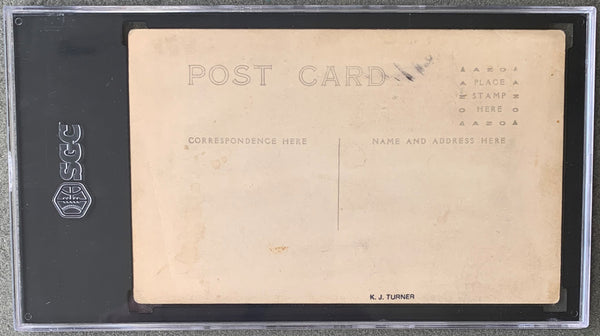 SGC
POST CARD
AZO
PLACE
STAMP
HERE
AZO
CORRESPONDENCE HERE
NAME AND ADDRESS HERE
K. J. TURNER